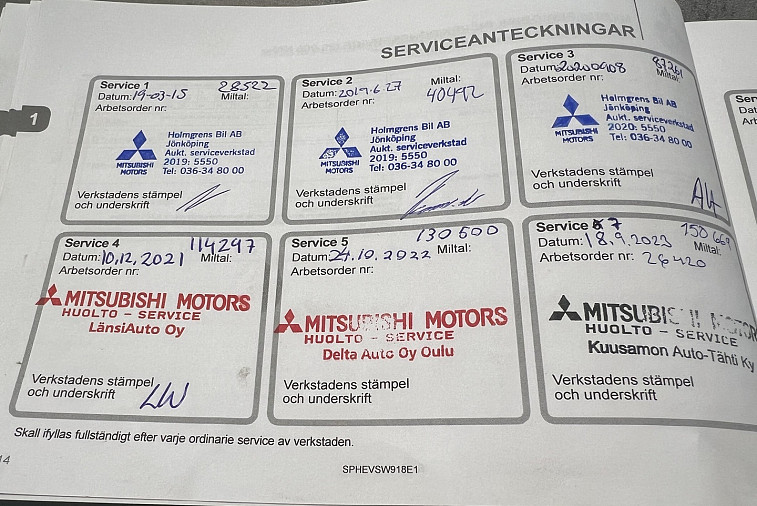 SERVICEANTECKNINGAR
1
Service 1
28522
Datum: 19-03-15 Miltal:
Arbetsorder nr:
MITSUBISHI MOTORS
Holmgrens Bil AB
Jönköping
Aukt. serviceverkstad
2019: 5550
Tel: 036-34 80 00
Verkstadens stämpel
och underskrift
Service 2
Datum: 2019.6.27 Miltal:
40492
Arbetsorder nr:
MITSUBISHI MOTORS
Holmgrens Bil AB
Jönköping
Aukt. serviceverkstad
2019: 5550
Tel: 036-34 80 00
Verkstadens stämpel
och underskrift
Service 3
87261
Datum: 20200908 Miltal:
Arbetsorder nr:
MITSUBISHI MOTORS
Holmgrens Bil AB
Jönköping
Aukt. serviceverkstad
2020: 5550
Tel: 036-34 80 00
Verkstadens stämpel
och underskrift
Service 4
114297
Datum: 10.12.2021 Miltal:
Arbetsorder nr:
MITSUBISHI MOTORS
HUOLTO - SERVICE
LänsiAuto Oy
Verkstadens stämpel
och underskrift
Service 5
130500
Datum: 24.10.2022 Miltal:
Arbetsorder nr:
MITSUBISHI MOTORS
HUOLTO - SERVICE
Delta Auto Oy Oulu
Verkstadens stämpel
och underskrift
Service 7
150669
Datum: 18.9.2023 Miltal:
Arbetsorder nr: 26420
MITSUBISHI MOTOR
HUOLTO - SERVICE
Kuusamon Auto-Tähti Ky
Verkstadens stämpel
och underskrift
Skall ifyllas fullständigt efter varje ordinarie service av verkstaden.
14
SPHEVSW918E1